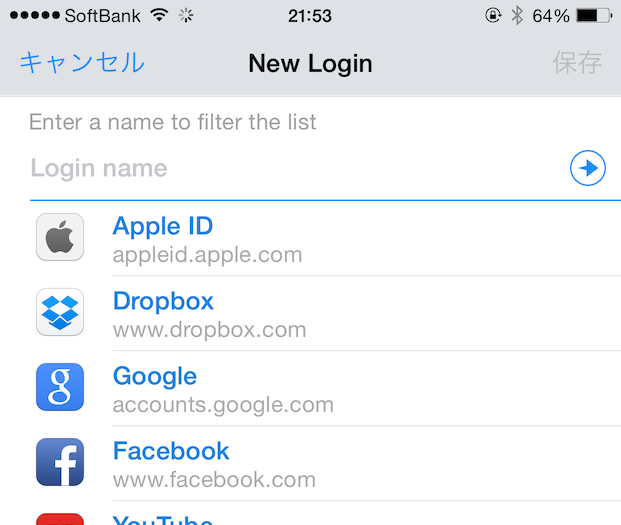 SoftBank 21:53 64%
キャンセル New Login 保存
Enter a name to filter the list
Login name
Apple ID
appleid.apple.com
Dropbox
www.dropbox.com
Google
accounts.google.com
Facebook
www.facebook.com
YouTube